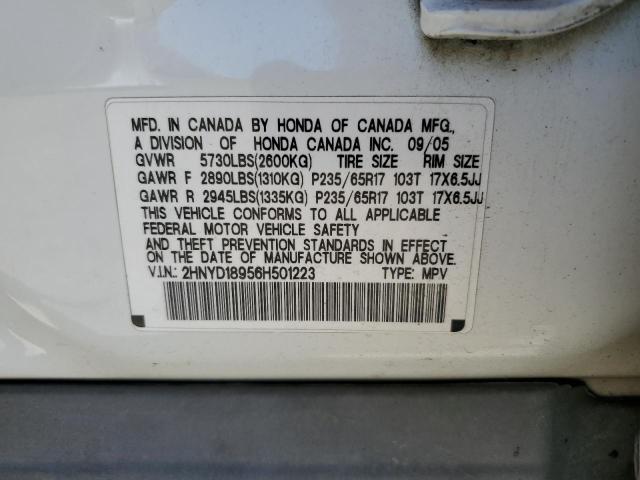 MFD. IN CANADA BY HONDA OF CANADA MFG.,
A DIVISION OF HONDA CANADA INC. 09/05
GVWR 5730LBS(2600KG) TIRE SIZE RIM SIZE
GAWR F 2890LBS(1310KG) P235/65R17 103T 17X6.5JJ
GAWR R 2945LBS(1335KG) P235/65R17 103T 17X6.5JJ
THIS VEHICLE CONFORMS TO ALL APPLICABLE
FEDERAL MOTOR VEHICLE SAFETY
AND THEFT PREVENTION STANDARDS IN EFFECT
ON THE DATE OF MANUFACTURE SHOWN ABOVE.
V.I.N.: 2HNYD18956H501223 TYPE: MPV